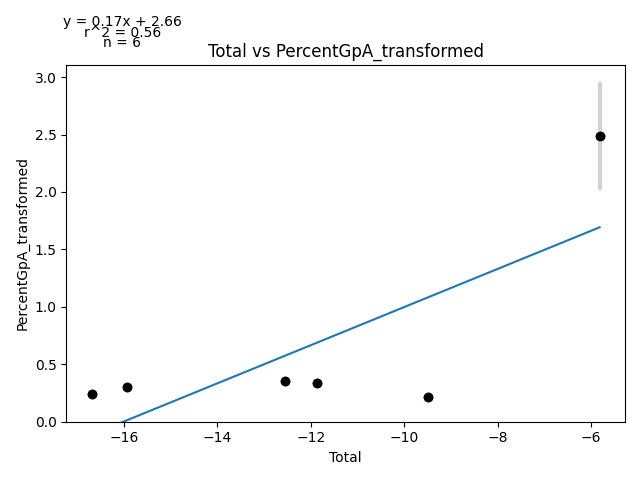 y = 0.17x + 2.66
r^2 = 0.56
n = 6
Total vs PercentGpA_transformed
PercentGpA_transformed
3.0
2.5
2.0
1.5
1.0
0.5
0.0
−16
−14
−12
−10
−8
−6
Total